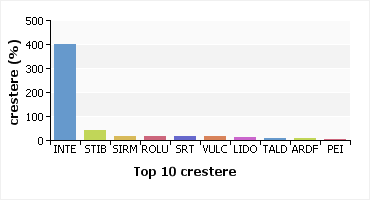 crestere (%)
500
400
300
200
100
0
INTE STIB SIRM ROLU SRT VULC LIDO TALD ARDF PEI
Top 10 crestere